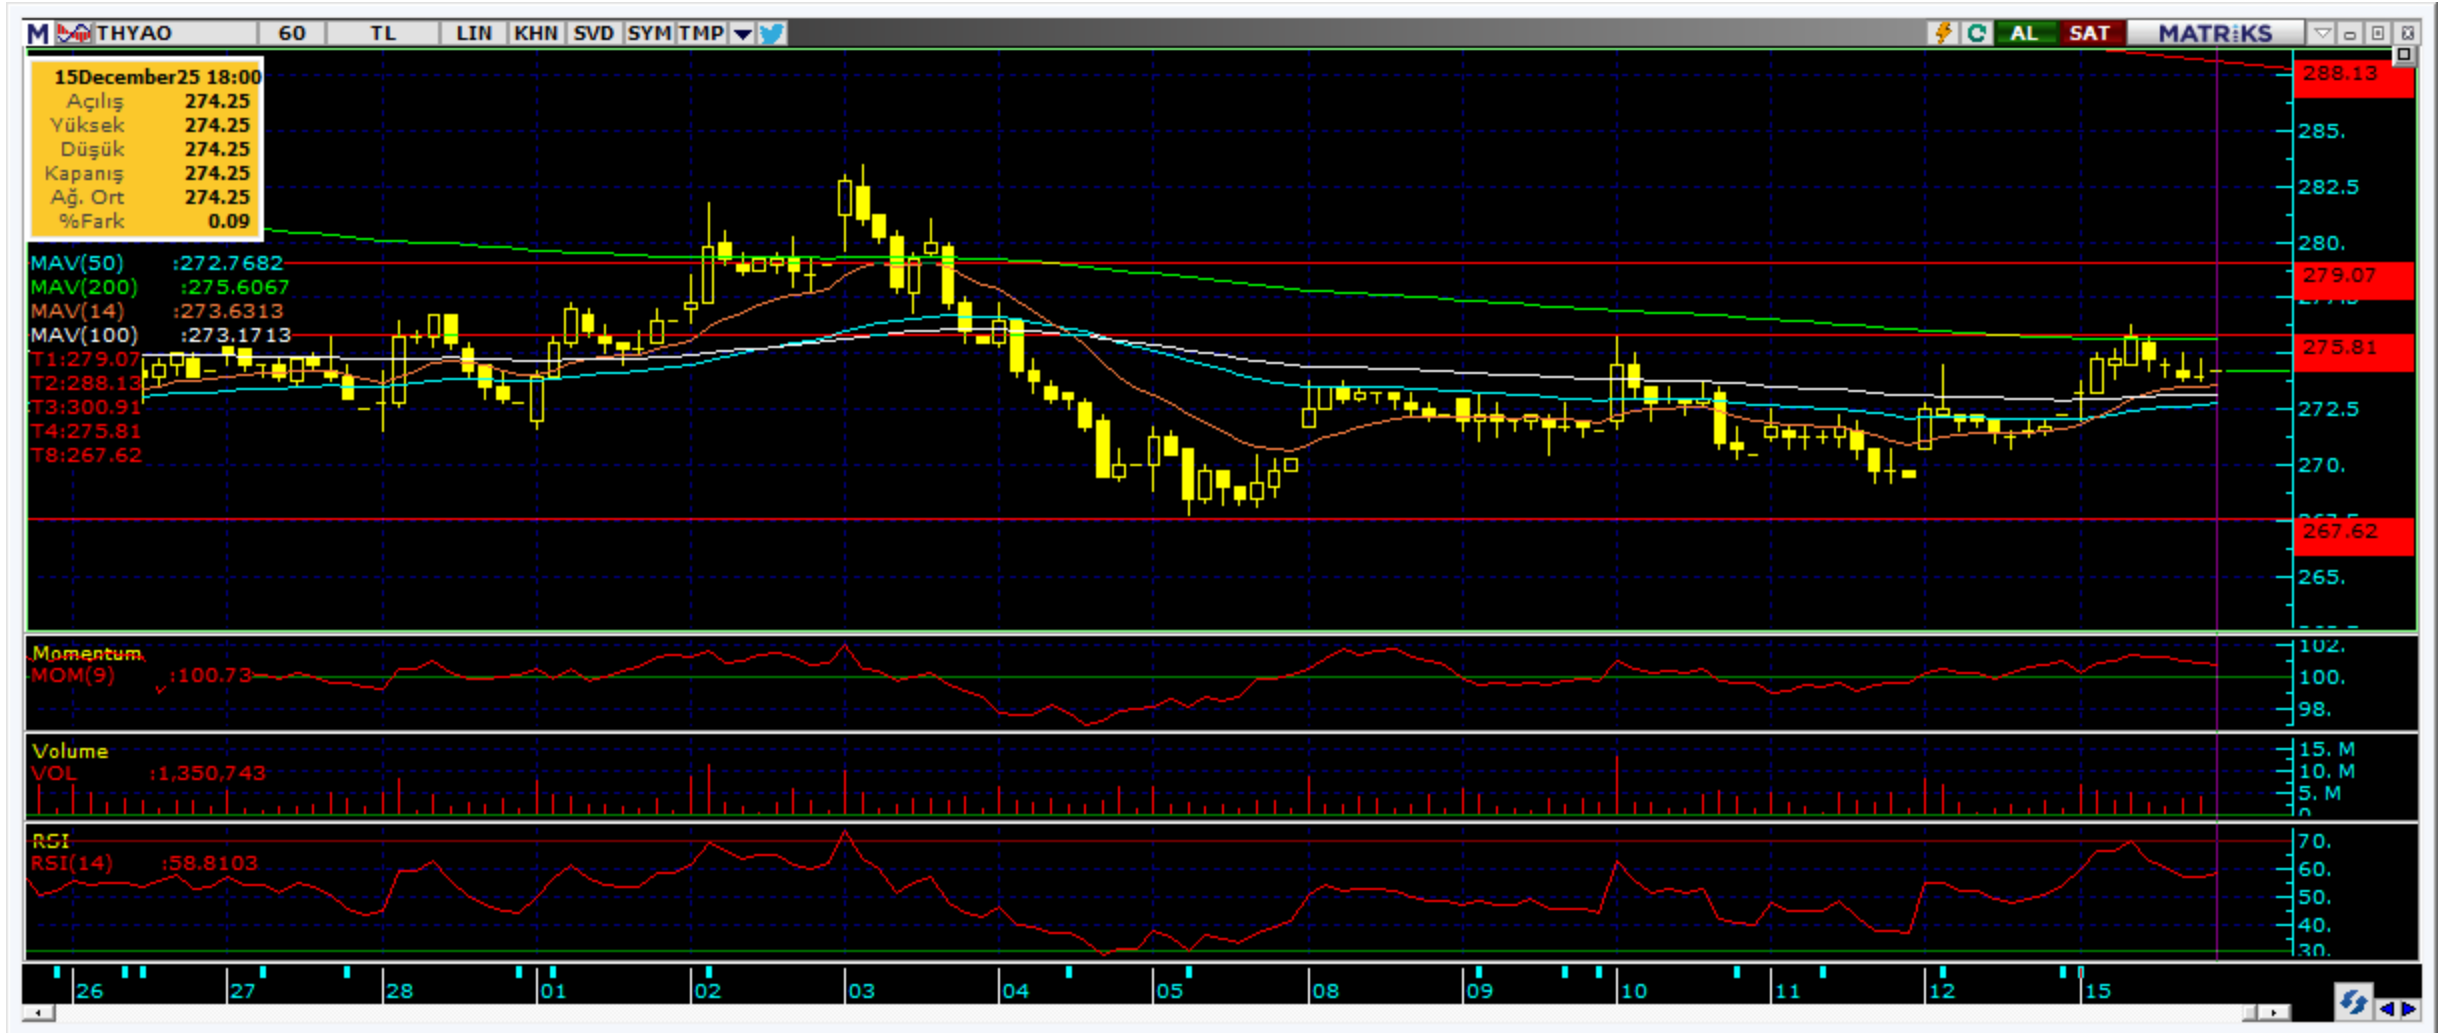 M THYAO 60 TL LIN KHN SVD SYM TMP AL SAT MATRiKS
15December25 18:00
Açılış 274.25
Yüksek 274.25
Düşük 274.25
Kapanış 274.25
Ağ. Ort 274.25
%Fark 0.09
MAV(50) :272.7682
MAV(200) :275.6067
MAV(14) :273.6313
MAV(100) :273.1713
T1:279.07
T2:288.13
T3:300.91
T4:275.81
T8:267.62
288.13
285.
282.5
280.
279.07
275.81
272.5
270.
267.62
265.
Momentum
MOM(9) :100.73
102.
100.
98.
Volume
VOL :1,350,743
15. M
10. M
5. M
0.
RSI
RSI(14) :58.8103
70.
60.
50.
40.
30.
26 27 28 01 02 03 04 05 08 09 10 11 12 15